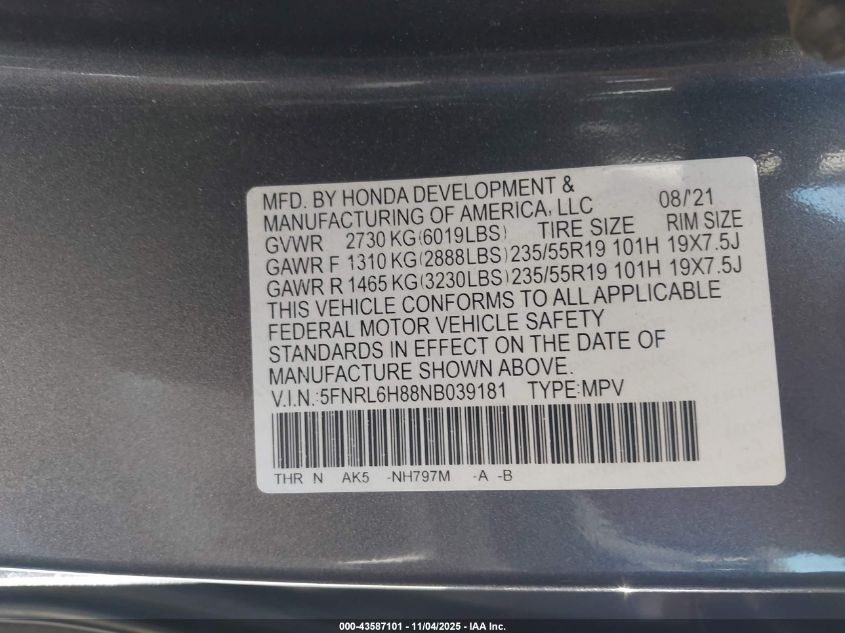 MFD. BY HONDA DEVELOPMENT &
MANUFACTURING OF AMERICA, LLC 08/'21
GVWR 2730 KG(6019LBS) TIRE SIZE RIM SIZE
GAWR F 1310 KG(2888LBS) 235/55R19 101H 19X7.5J
GAWR R 1465 KG(3230LBS) 235/55R19 101H 19X7.5J
THIS VEHICLE CONFORMS TO ALL APPLICABLE
FEDERAL MOTOR VEHICLE SAFETY
STANDARDS IN EFFECT ON THE DATE OF
MANUFACTURE SHOWN ABOVE.
V.I.N.:5FNRL6H88NB039181 TYPE:MPV
THR N AK5 -NH797M -A -B
000-43587101 - 11/04/2025 - IAA Inc.